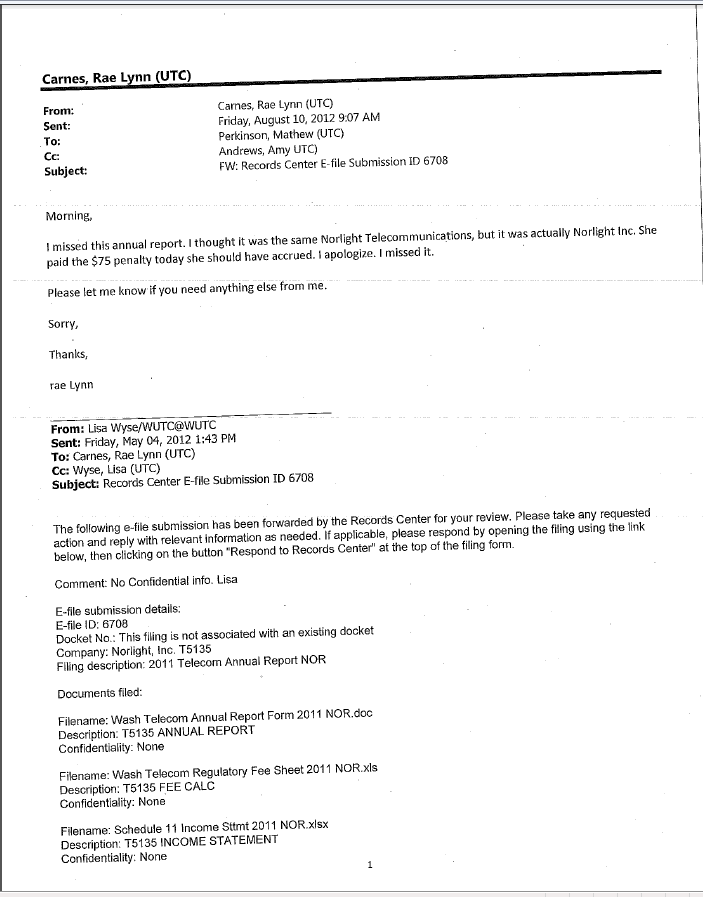 Carnes, Rae Lynn (UTC)
From: Carnes, Rae Lynn (UTC)
Sent: Friday, August 10, 2012 9:07 AM
To: Perkinson, Mathew (UTC)
Cc: Andrews, Amy UTC)
Subject: FW: Records Center E-file Submission ID 6708
Morning,
I missed this annual report. I thought it was the same Norlight Telecommunications, but it was actually Norlight Inc. She
paid the $75 penalty today she should have accrued. I apologize. I missed it.
Please let me know if you need anything else from me.
Sorry,
Thanks,
rae Lynn
From: Lisa Wyse/WUTC@WUTC
Sent: Friday, May 04, 2012 1:43 PM
To: Carnes, Rae Lynn (UTC)
Cc: Wyse, Lisa (UTC)
Subject: Records Center E-file Submission ID 6708
The following e-file submission has been forwarded by the Records Center for your review. Please take any requested
action and reply with relevant information as needed. If applicable, please respond by opening the filing using the link
below, then clicking on the button "Respond to Records Center" at the top of the filing form.
Comment: No Confidential info. Lisa
E-file submission details:
E-file ID: 6708
Docket No.: This filing is not associated with an existing docket
Company: Norlight, Inc. T5135
Filing description: 2011 Telecom Annual Report NOR
Documents filed:
Filename: Wash Telecom Annual Report Form 2011 NOR.doc
Description: T5135 ANNUAL REPORT
Confidentiality: None
Filename: Wash Telecom Regulatory Fee Sheet 2011 NOR.xls
Description: T5135 FEE CALC
Confidentiality: None
Filename: Schedule 11 Income Sttmt 2011 NOR.xlsx
Description: T5135 INCOME STATEMENT
Confidentiality: None
1